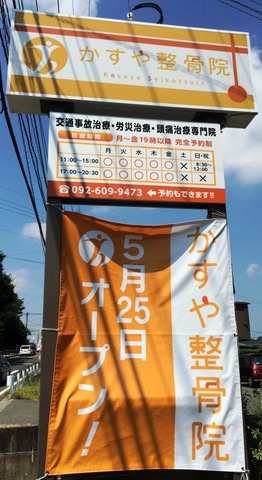 かすや整骨院
Kasuya Seikotsuin
交通事故治療・労災治療・頭痛治療専門院
診療時間 月〜金19時以降 完全予約制
月 火 水 木 金 土 日・祝
11:00〜15:00 ○ ○ ○ ○ ○ × 8:30〜12:00
17:00〜20:30 ○ ○ ○ ○ ○ × ×
☎092-609-9473 ←予約もできます!!
かすや整骨院
5月25日
オープン!